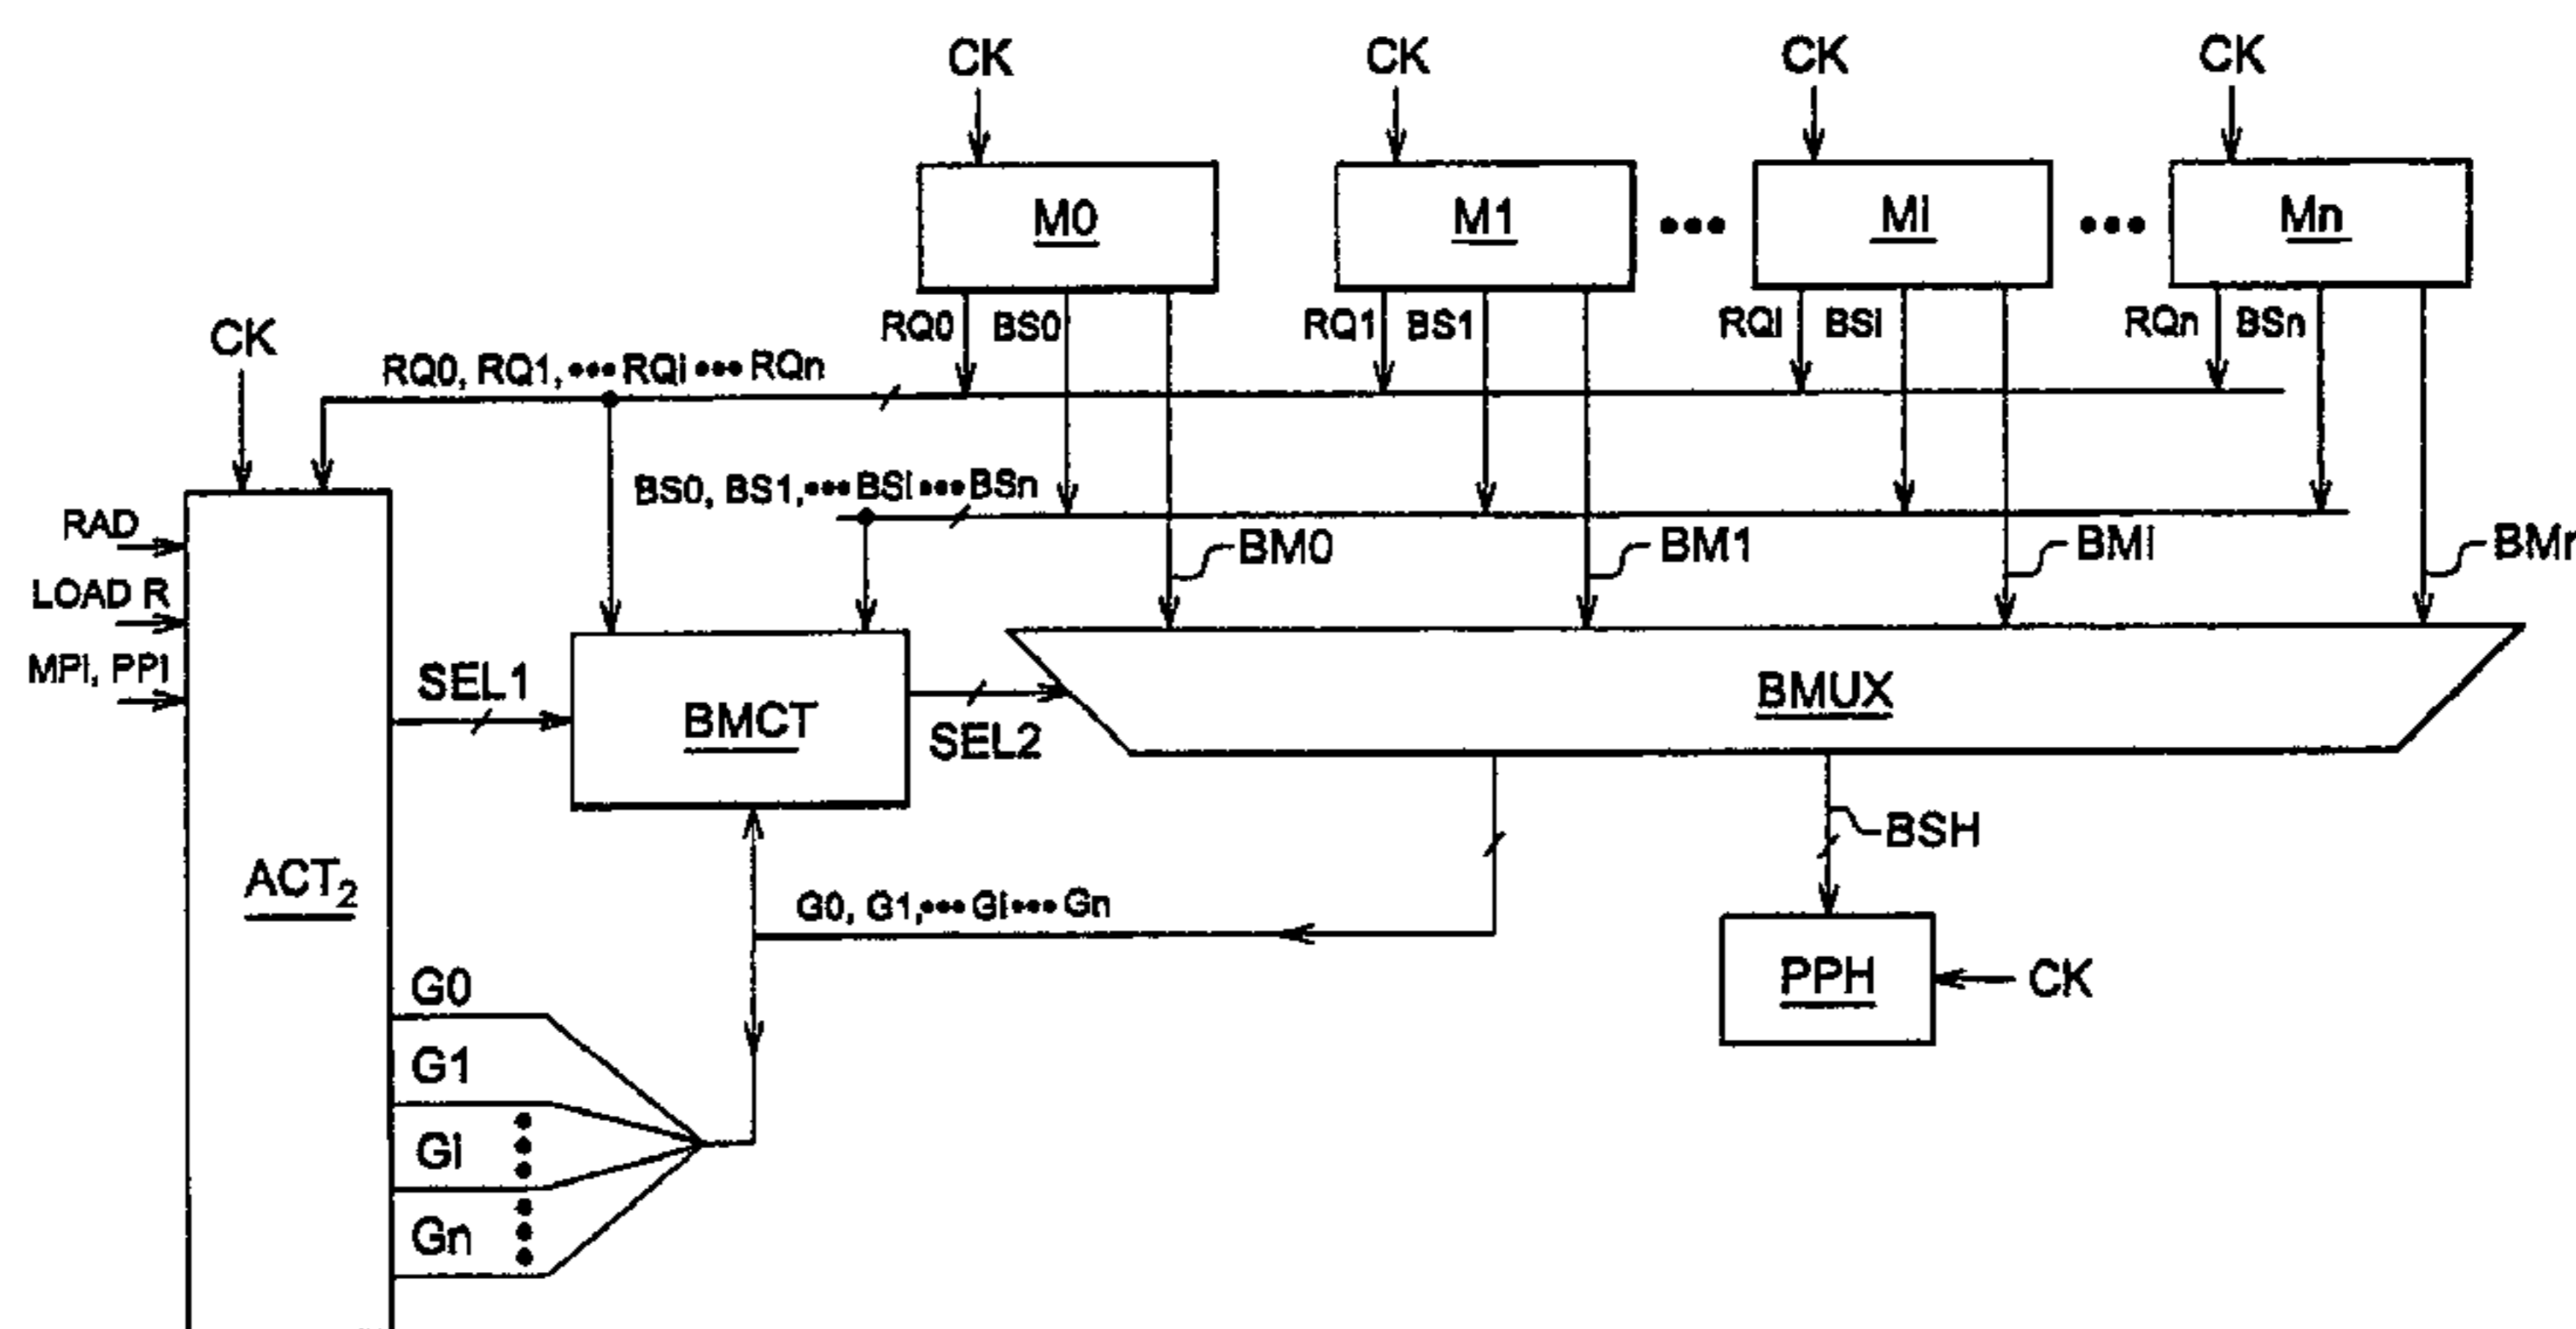 CK CK CK CK
M0 M1 ••• Mi ••• Mn
RQ0 BS0 RQ1 BS1 RQi BSi RQn BSn
CK
RQ0, RQ1, ••• RQi ••• RQn
BS0, BS1, ••• BSi ••• BSn
RAD
BM0 BM1 BMi BMn
LOAD R
MPi, PPi
SEL1
BMCT
SEL2
BMUX
BSH
ACT2
G0, G1, ••• Gi ••• Gn
PPH
CK
G0
G1
Gi
Gn